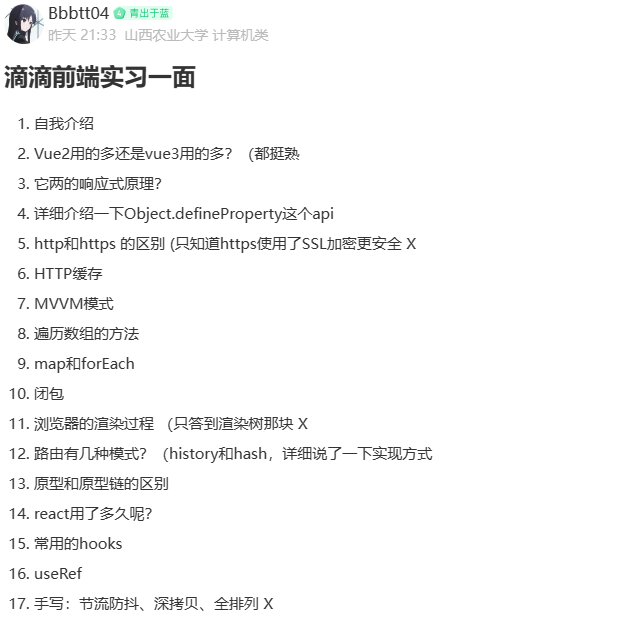 Bbbtt04 青出于蓝
昨天 21:33 山西农业大学 计算机类
滴滴前端实习一面
1. 自我介绍
2. Vue2用的多还是vue3用的多？（都挺熟
3. 它两的响应式原理？
4. 详细介绍一下Object.defineProperty这个api
5. http和https 的区别 (只知道https使用了SSL加密更安全 X
6. HTTP缓存
7. MVVM模式
8. 遍历数组的方法
9. map和forEach
10. 闭包
11. 浏览器的渲染过程 （只答到渲染树那块 X
12. 路由有几种模式？（history和hash，详细说了一下实现方式
13. 原型和原型链的区别
14. react用了多久呢？
15. 常用的hooks
16. useRef
17. 手写：节流防抖、深拷贝、全排列 X